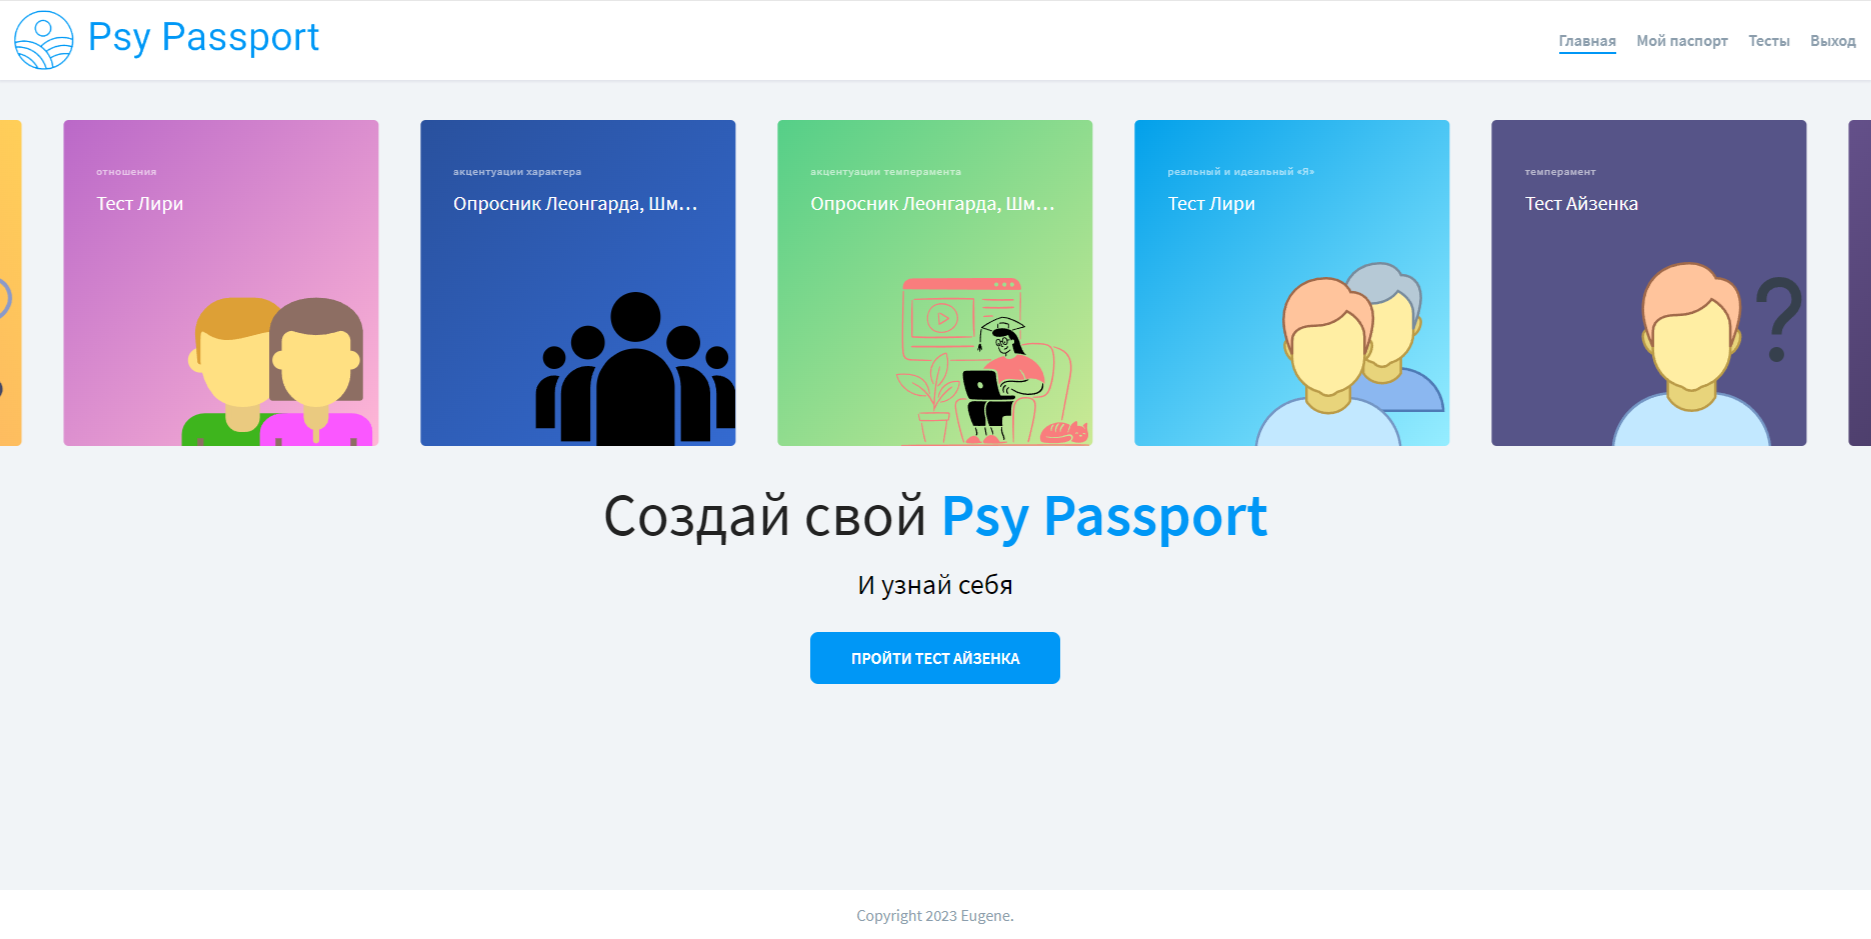 Psy Passport
Главная
Мой паспорт
Тесты
Выход
отношения
Тест Лири
акцентуации характера
Опросник Леонгарда, Шм...
акцентуации темперамента
Опросник Леонгарда, Шм...
реальный и идеальный «Я»
Тест Лири
темперамент
Тест Айзенка
?
Создай свой Psy Passport
И узнай себя
ПРОЙТИ ТЕСТ АЙЗЕНКА
Copyright 2023 Eugene.